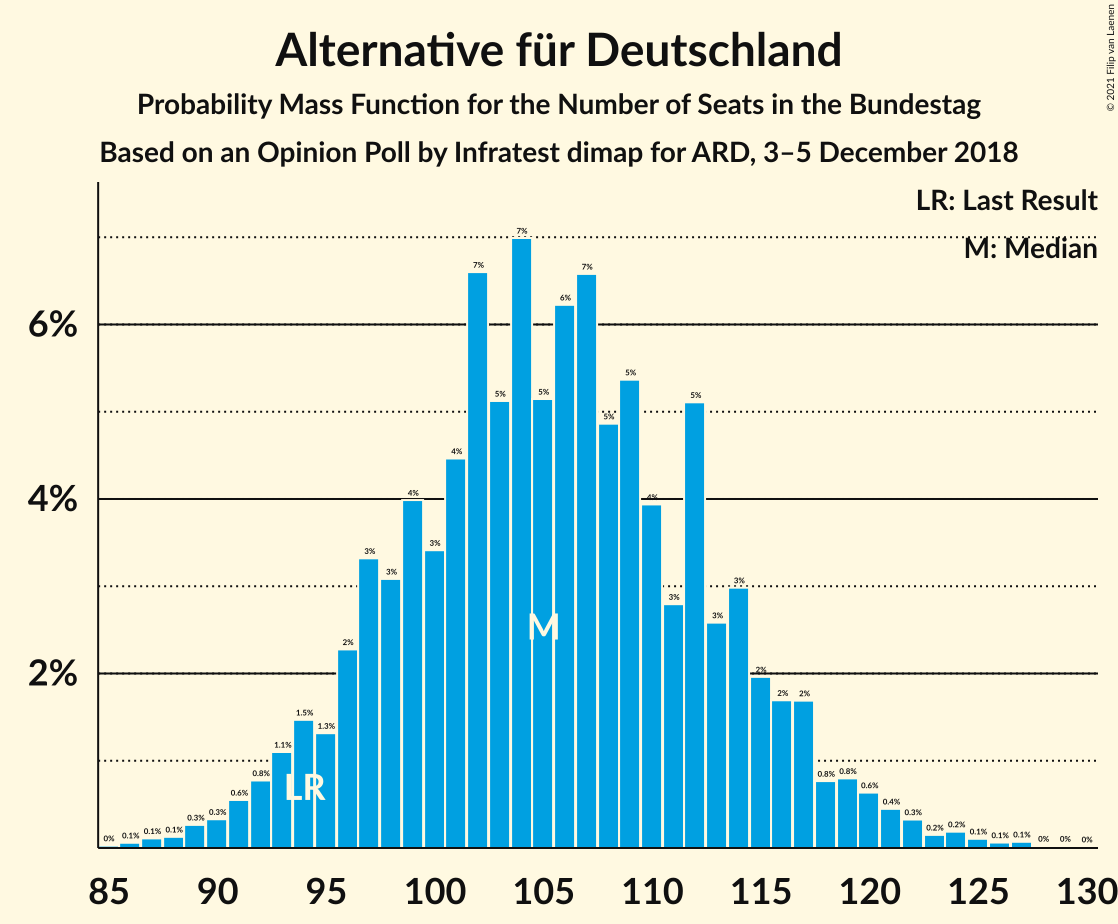 Alternative für Deutschland
Probability Mass Function for the Number of Seats in the Bundestag
Based on an Opinion Poll by Infratest dimap for ARD, 3–5 December 2018
© 2021 Filip van Laenen
LR: Last Result
M: Median
6%
4%
2%
0% 0.1% 0.1% 0.1% 0.3% 0.3% 0.6% 0.8% 1.1% 1.5% 1.3% 2% 3% 3% 4% 3% 4% 7% 5% 7% 5% 6% 7% 5% 5% 4% 3% 5% 3% 3% 2% 2% 2% 0.8% 0.8% 0.6% 0.4% 0.3% 0.2% 0.2% 0.1% 0.1% 0.1% 0% 0% 0%
M
LR
85 90 95 100 105 110 115 120 125 130